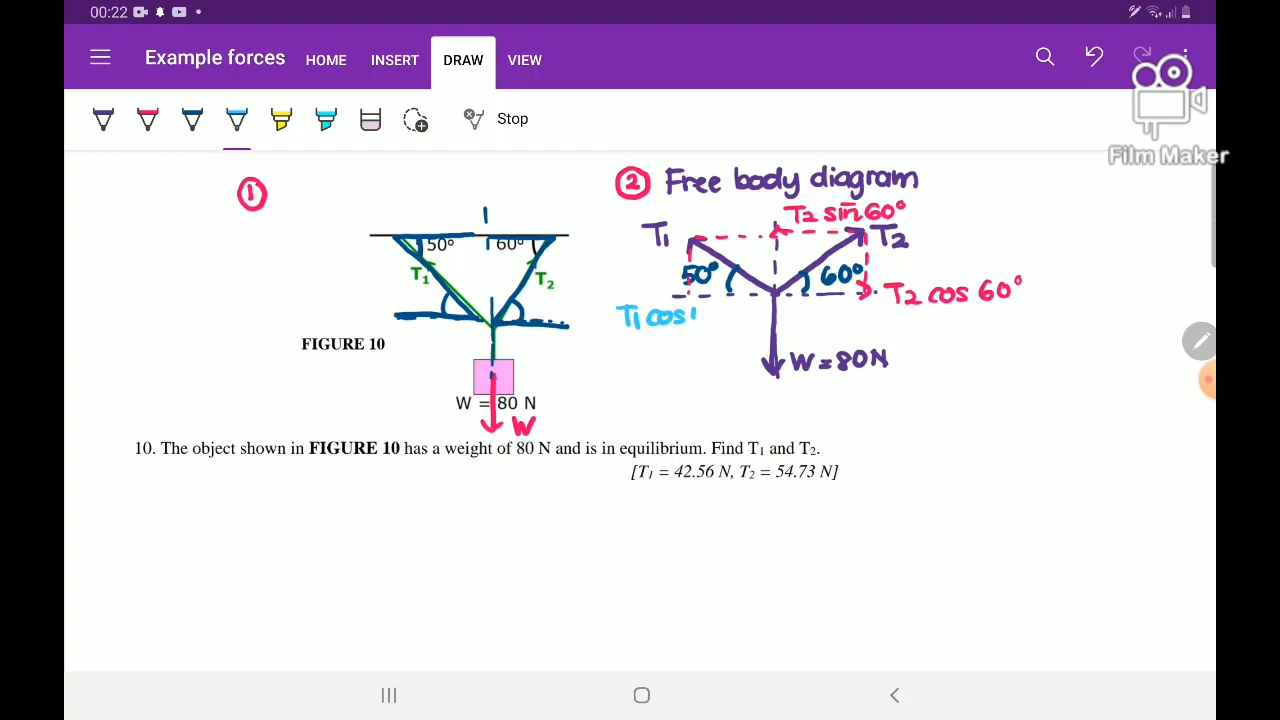 00:22
Example forces HOME INSERT DRAW VIEW
Stop
Film Maker
1
2 Free body diagram
T2 sin 60°
T1 T2
50° 60°
50° 60°
T1 T2
T2 cos 60°
T1 cos
FIGURE 10
W = 80 N
W = 80 N
W
10. The object shown in FIGURE 10 has a weight of 80 N and is in equilibrium. Find T1 and T2.
[T1 = 42.56 N, T2 = 54.73 N]